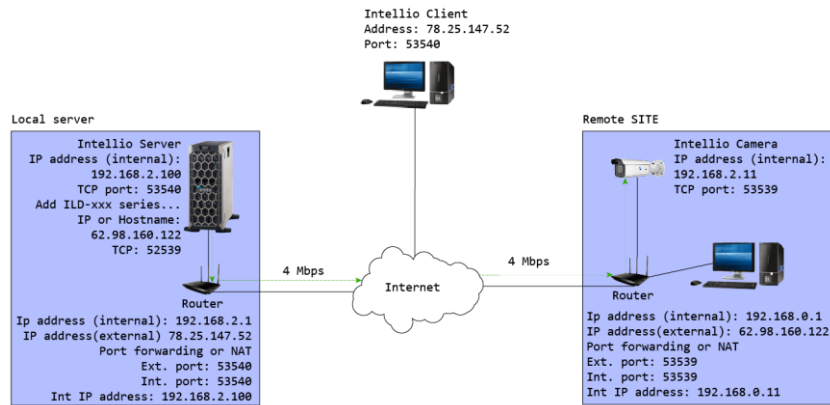 Intellio Client
Address: 78.25.147.52
Port: 53540
Local server
Intellio Server
IP address (internal):
192.168.2.100
TCP port: 53540
Add ILD-xxx series...
IP or Hostname:
62.98.160.122
TCP: 52539
4 Mbps
Router
Ip address (internal): 192.168.2.1
IP address(external) 78.25.147.52
Port forwarding or NAT
Ext. port: 53540
Int. port: 53540
Int IP address: 192.168.2.100
Internet
4 Mbps
Remote SITE
Intellio Camera
IP address (internal):
192.168.2.11
TCP port: 53539
Router
Ip address (internal): 192.168.0.1
IP address(external): 62.98.160.122
Port forwarding or NAT
Ext. port: 53539
Int. port: 53539
Int IP address: 192.168.0.11